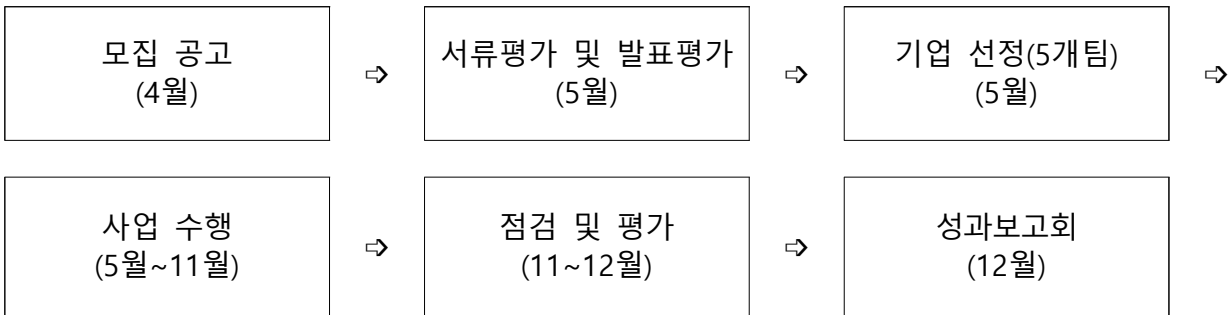 모집 공고
(4월)
⇨
서류평가 및 발표평가
(5월)
⇨
기업 선정(5개팀)
(5월)
⇨
사업 수행
(5월~11월)
⇨
점검 및 평가
(11~12월)
⇨
성과보고회
(12월)